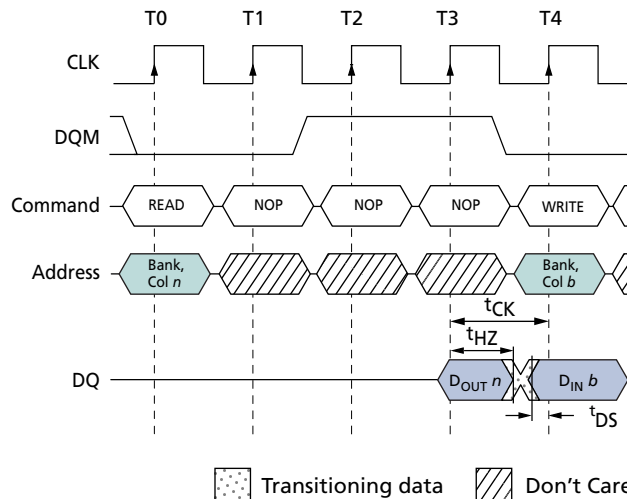 T0 T1 T2 T3 T4
CLK
DQM
Command READ NOP NOP NOP WRITE
Address Bank, Col n Bank, Col b
tCK
tHZ
DQ DOUT n DIN b
tDS
Transitioning data Don't Care